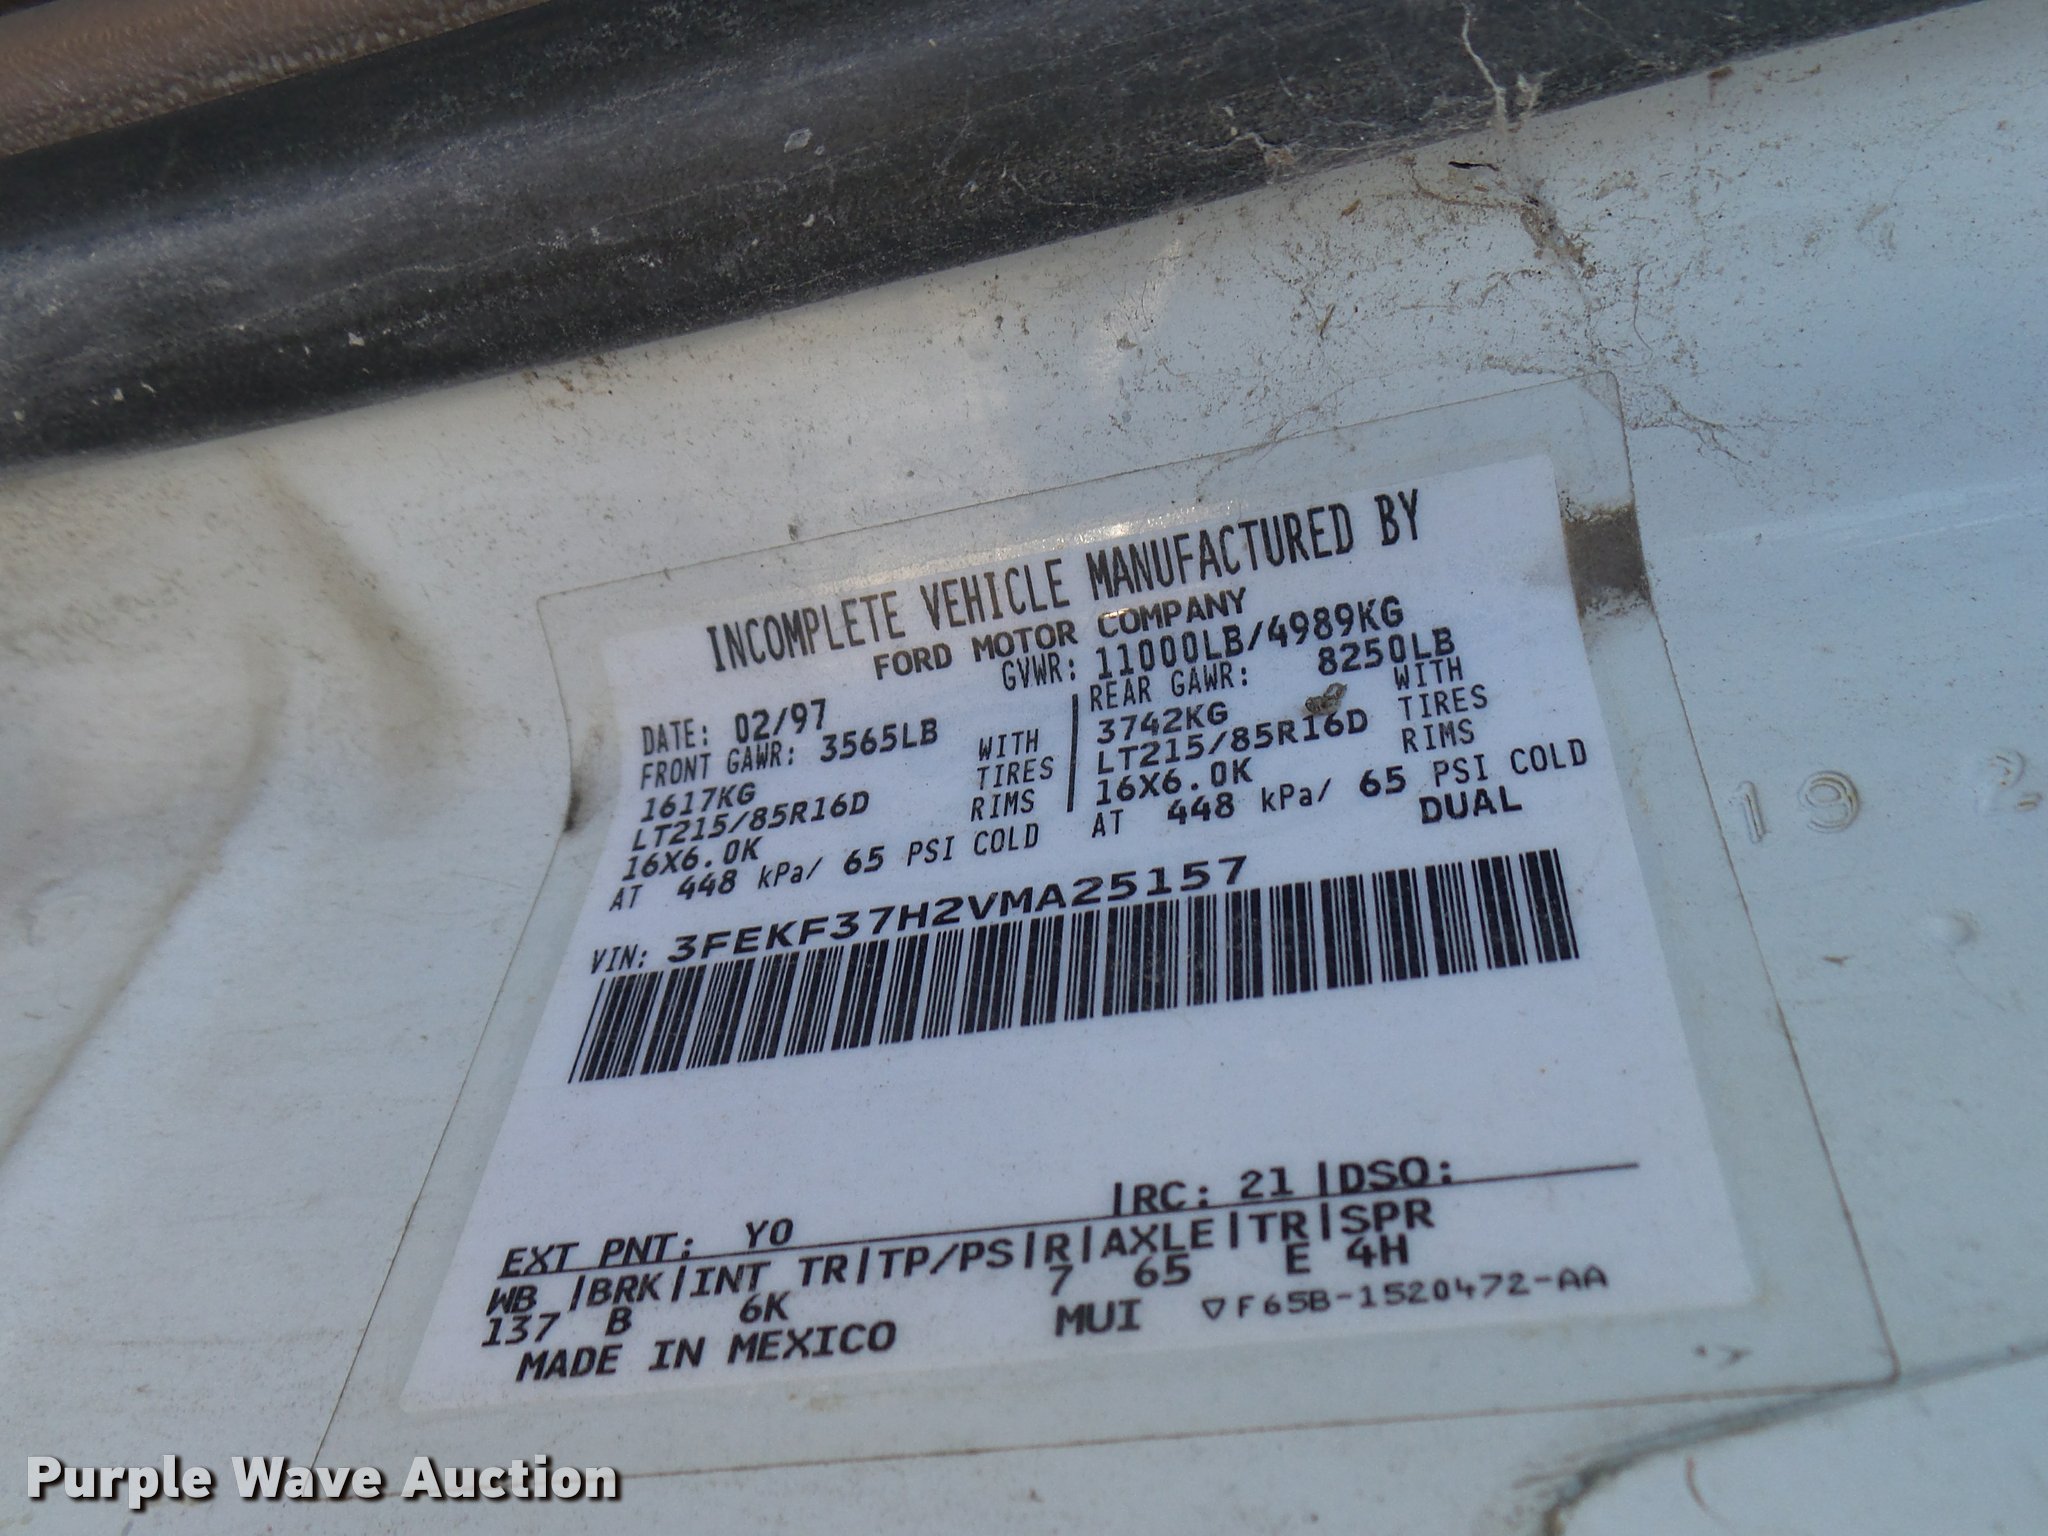 INCOMPLETE VEHICLE MANUFACTURED BY
FORD MOTOR COMPANY
DATE: 02/97 GVWR: 11000LB/4989KG
FRONT GAWR: 3565LB REAR GAWR: 8250LB
1617KG WITH 3742KG WITH
LT215/85R16D TIRES LT215/85R16D TIRES
16X6.0K RIMS 16X6.0K RIMS
AT 448 kPa/ 65 PSI COLD AT 448 kPa/ 65 PSI COLD
DUAL
VIN: 3FEKF37H2VMA25157
EXT PNT: YO |RC: 21 |DSO:
WB |BRK|INT TR|TP/PS|R|AXLE|TR|SPR
137 B 6K 7 65 E 4H
MADE IN MEXICO MUI ▽F65B-1520472-AA
19
Purple Wave Auction